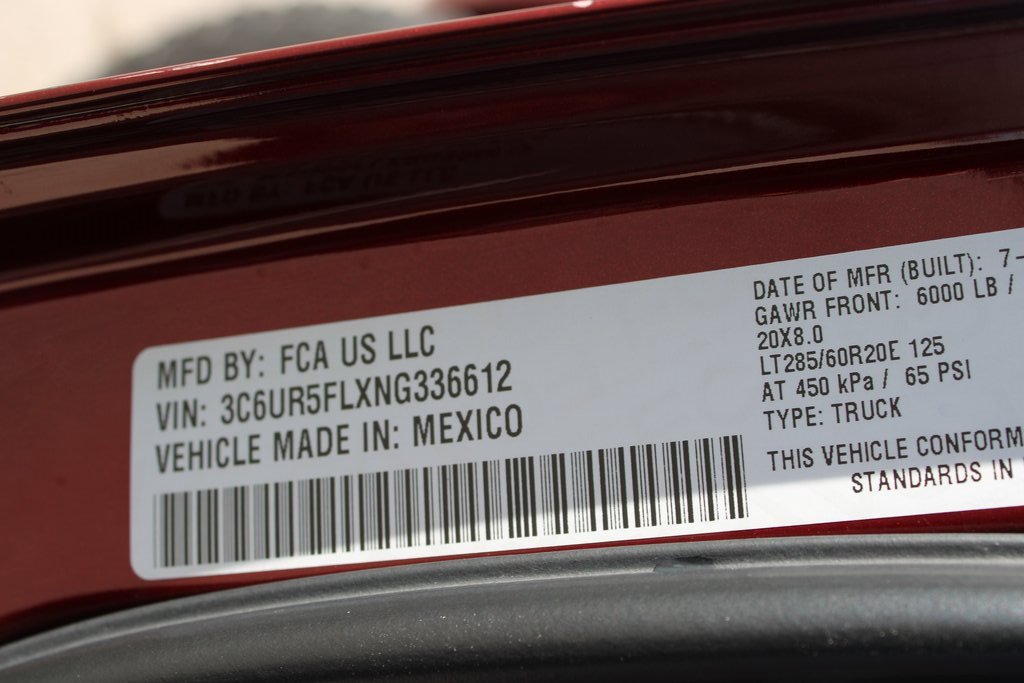 MFD BY: FCA US LLC
VIN: 3C6UR5FLXNG336612
VEHICLE MADE IN: MEXICO
DATE OF MFR (BUILT): 7-
GAWR FRONT: 6000 LB /
20X8.0
LT285/60R20E 125
AT 450 kPa / 65 PSI
TYPE: TRUCK
THIS VEHICLE CONFORM
STANDARDS IN